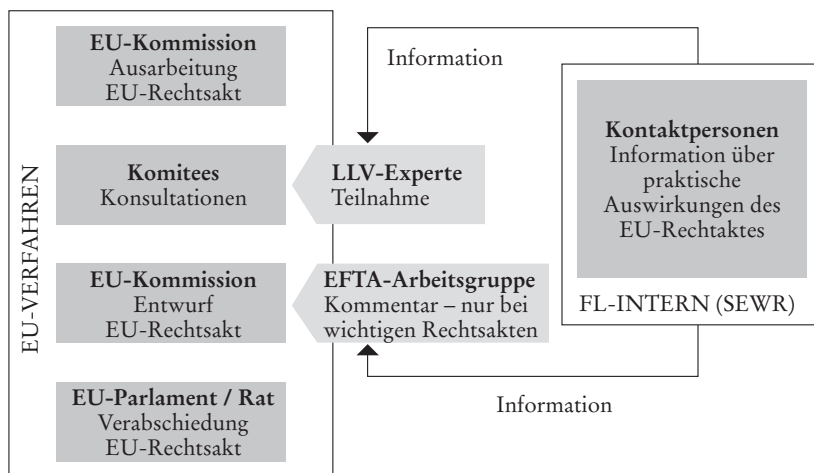 EU-VERFAHREN
EU-Kommission
Ausarbeitung
EU-Rechtsakt
Komitees
Konsultationen
EU-Kommission
Entwurf
EU-Rechtsakt
EU-Parlament / Rat
Verabschiedung
EU-Rechtsakt
Information
LLV-Experte
Teilnahme
EFTA-Arbeitsgruppe
Kommentar – nur bei
wichtigen Rechtsakten
Information
Kontaktpersonen
Information über
praktische
Auswirkungen des
EU-Rechtaktes
FL-INTERN (SEWR)